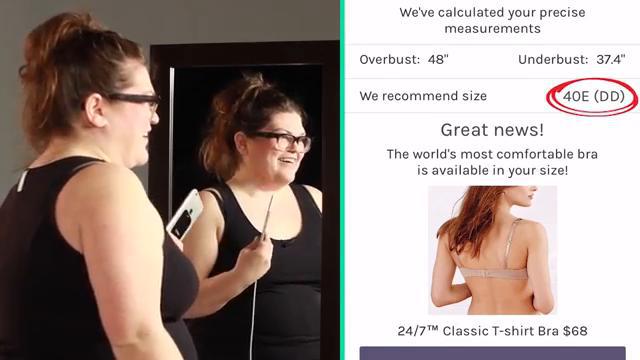 We've calculated your precise
measurements
Overbust: 48" Underbust: 37.4"
We recommend size 40E (DD)
Great news!
The world's most comfortable bra
is available in your size!
24/7™ Classic T-shirt Bra $68